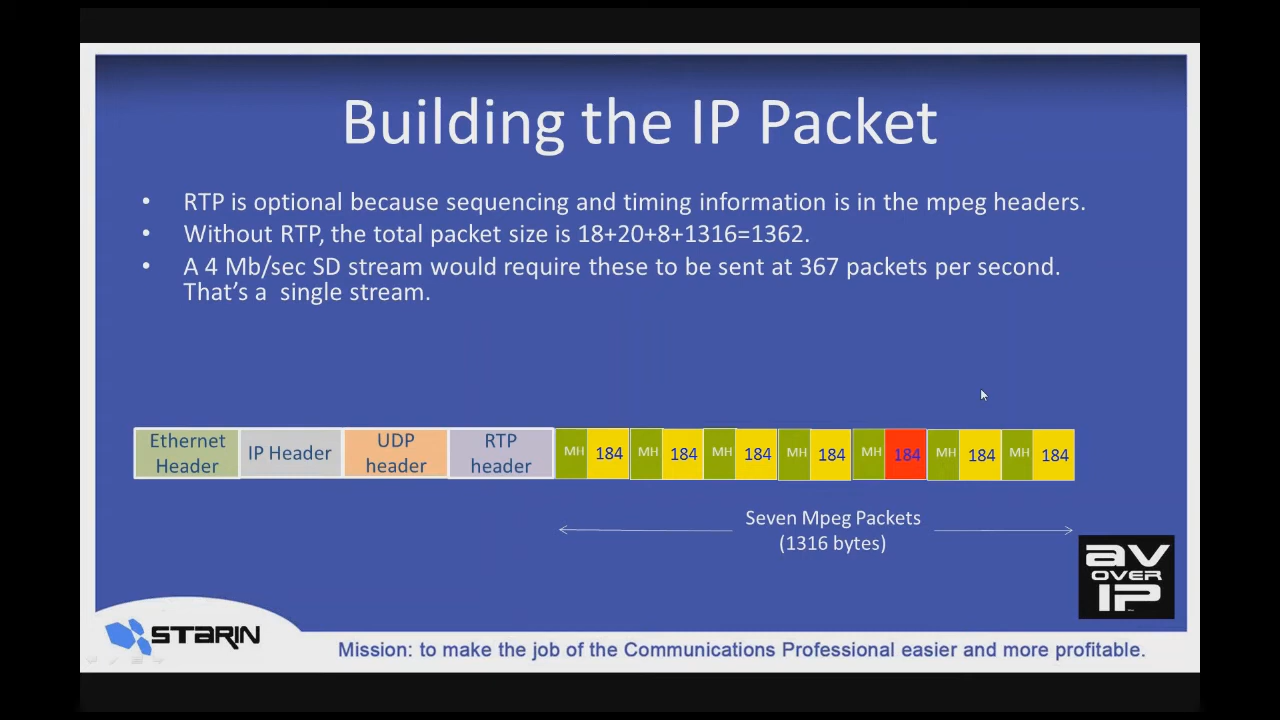 Building the IP Packet
• RTP is optional because sequencing and timing information is in the mpeg headers.
• Without RTP, the total packet size is 18+20+8+1316=1362.
• A 4 Mb/sec SD stream would require these to be sent at 367 packets per second.
That's a  single stream.
Ethernet
Header
IP Header
UDP
header
RTP
header
MH 184 MH 184 MH 184 MH 184 MH 184 MH 184 MH 184
Seven Mpeg Packets
(1316 bytes)
av
OVER
IP
STARIN
Mission: to make the job of the Communications Professional easier and more profitable.